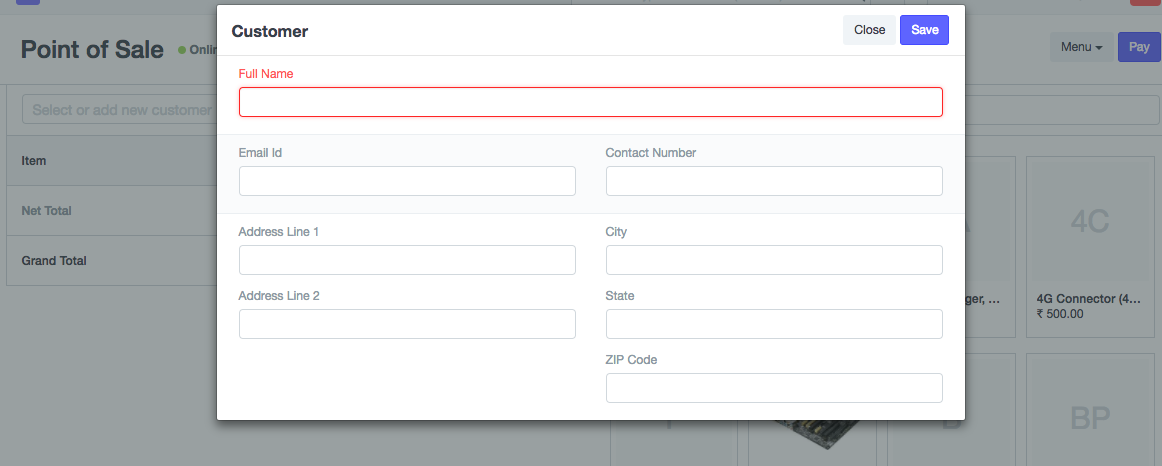 Customer
Close
Save
Point of Sale
Onlin
Menu
Pay
Full Name
Select or add new customer
Email Id
Contact Number
Item
Net Total
Address Line 1
City
4C
Grand Total
Address Line 2
State
ger, ...
4G Connector (4...
₹ 500.00
ZIP Code
BP